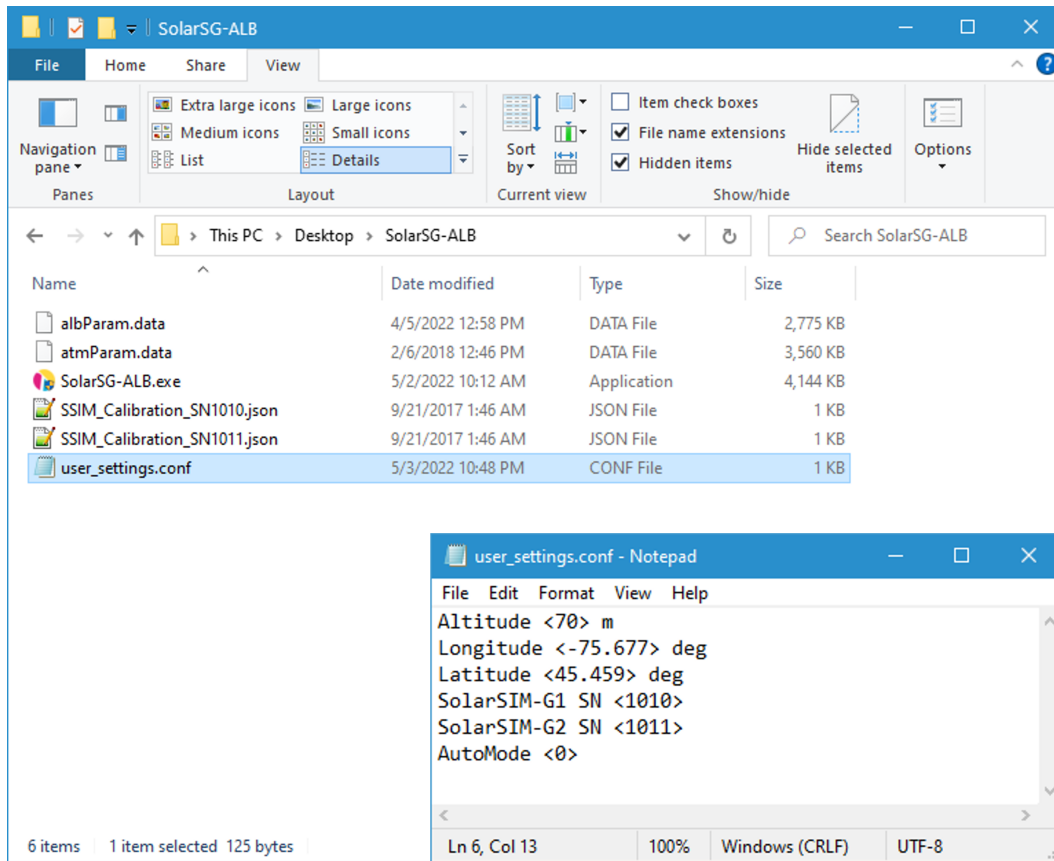 SolarSG-ALB
File Home Share View
?
Navigation pane
Panes
Extra large icons Large icons
Medium icons Small icons
List Details
Layout
Sort by
Current view
Item check boxes
File name extensions
Hidden items
Hide selected items
Show/hide
Options
This PC > Desktop > SolarSG-ALB
Search SolarSG-ALB
Name Date modified Type Size
albParam.data 4/5/2022 12:58 PM DATA File 2,775 KB
atmParam.data 2/6/2018 12:46 PM DATA File 3,560 KB
SolarSG-ALB.exe 5/2/2022 10:12 AM Application 4,144 KB
SSIM_Calibration_SN1010.json 9/21/2017 1:46 AM JSON File 1 KB
SSIM_Calibration_SN1011.json 9/21/2017 1:46 AM JSON File 1 KB
user_settings.conf 5/3/2022 10:48 PM CONF File 1 KB
user_settings.conf - Notepad
File Edit Format View Help
Altitude <70> m
Longitude <-75.677> deg
Latitude <45.459> deg
SolarSIM-G1 SN <1010>
SolarSIM-G2 SN <1011>
AutoMode <0>
Ln 6, Col 13 100% Windows (CRLF) UTF-8
6 items 1 item selected 125 bytes